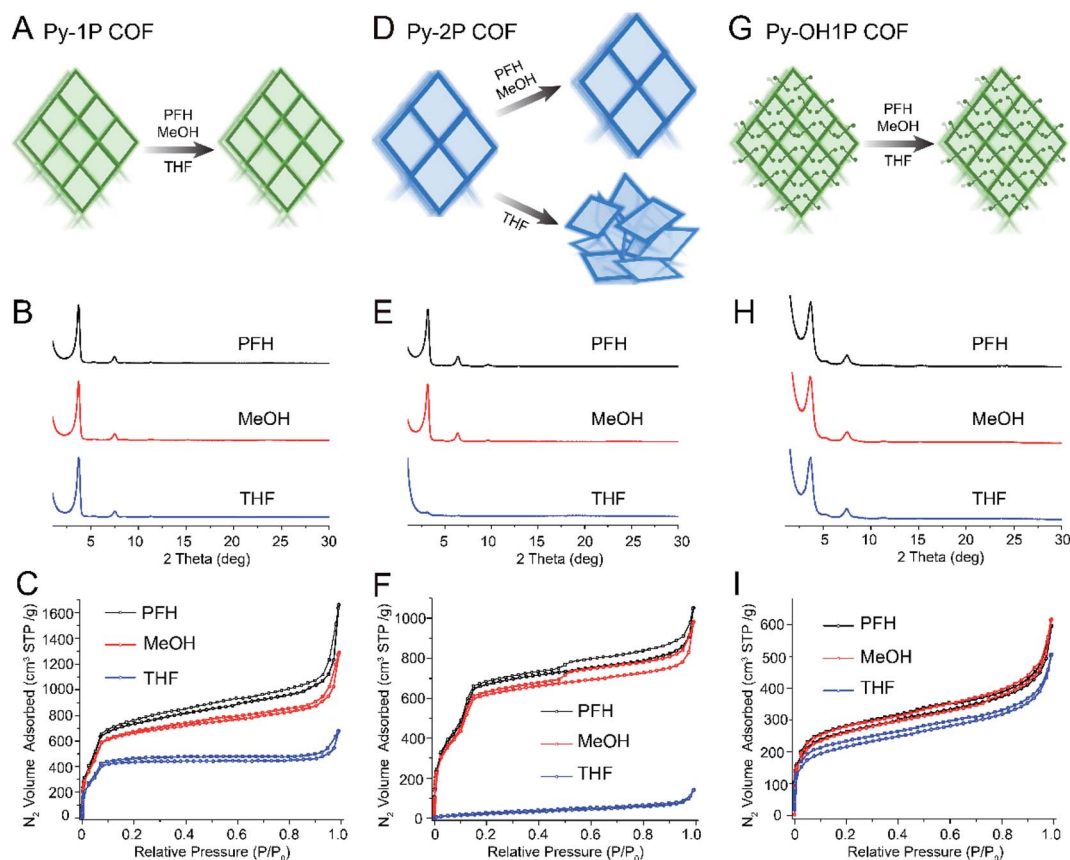 A Py-1P COF
PFH
MeOH
THF
D Py-2P COF
PFH
MeOH
THF
G Py-OH1P COF
PFH
MeOH
THF
B
PFH
MeOH
THF
5 10 15 20 25 30
2 Theta (deg)
E
PFH
MeOH
THF
5 10 15 20 25 30
2 Theta (deg)
H
PFH
MeOH
THF
5 10 15 20 25 30
2 Theta (deg)
C
N₂ Volume Adsorbed (cm³ STP /g)
1600
1400
1200
1000
800
600
400
200
0
PFH
MeOH
THF
0.0 0.2 0.4 0.6 0.8 1.0
Relative Pressure (P/P₀)
F
N₂ Volume Adsorbed (cm³ STP /g)
1000
800
600
400
200
0
PFH
MeOH
THF
0.0 0.2 0.4 0.6 0.8 1.0
Relative Pressure (P/P₀)
I
N₂ Volume Adsorbed (cm³ STP /g)
600
500
400
300
200
100
0
PFH
MeOH
THF
0.0 0.2 0.4 0.6 0.8 1.0
Relative Pressure (P/P₀)